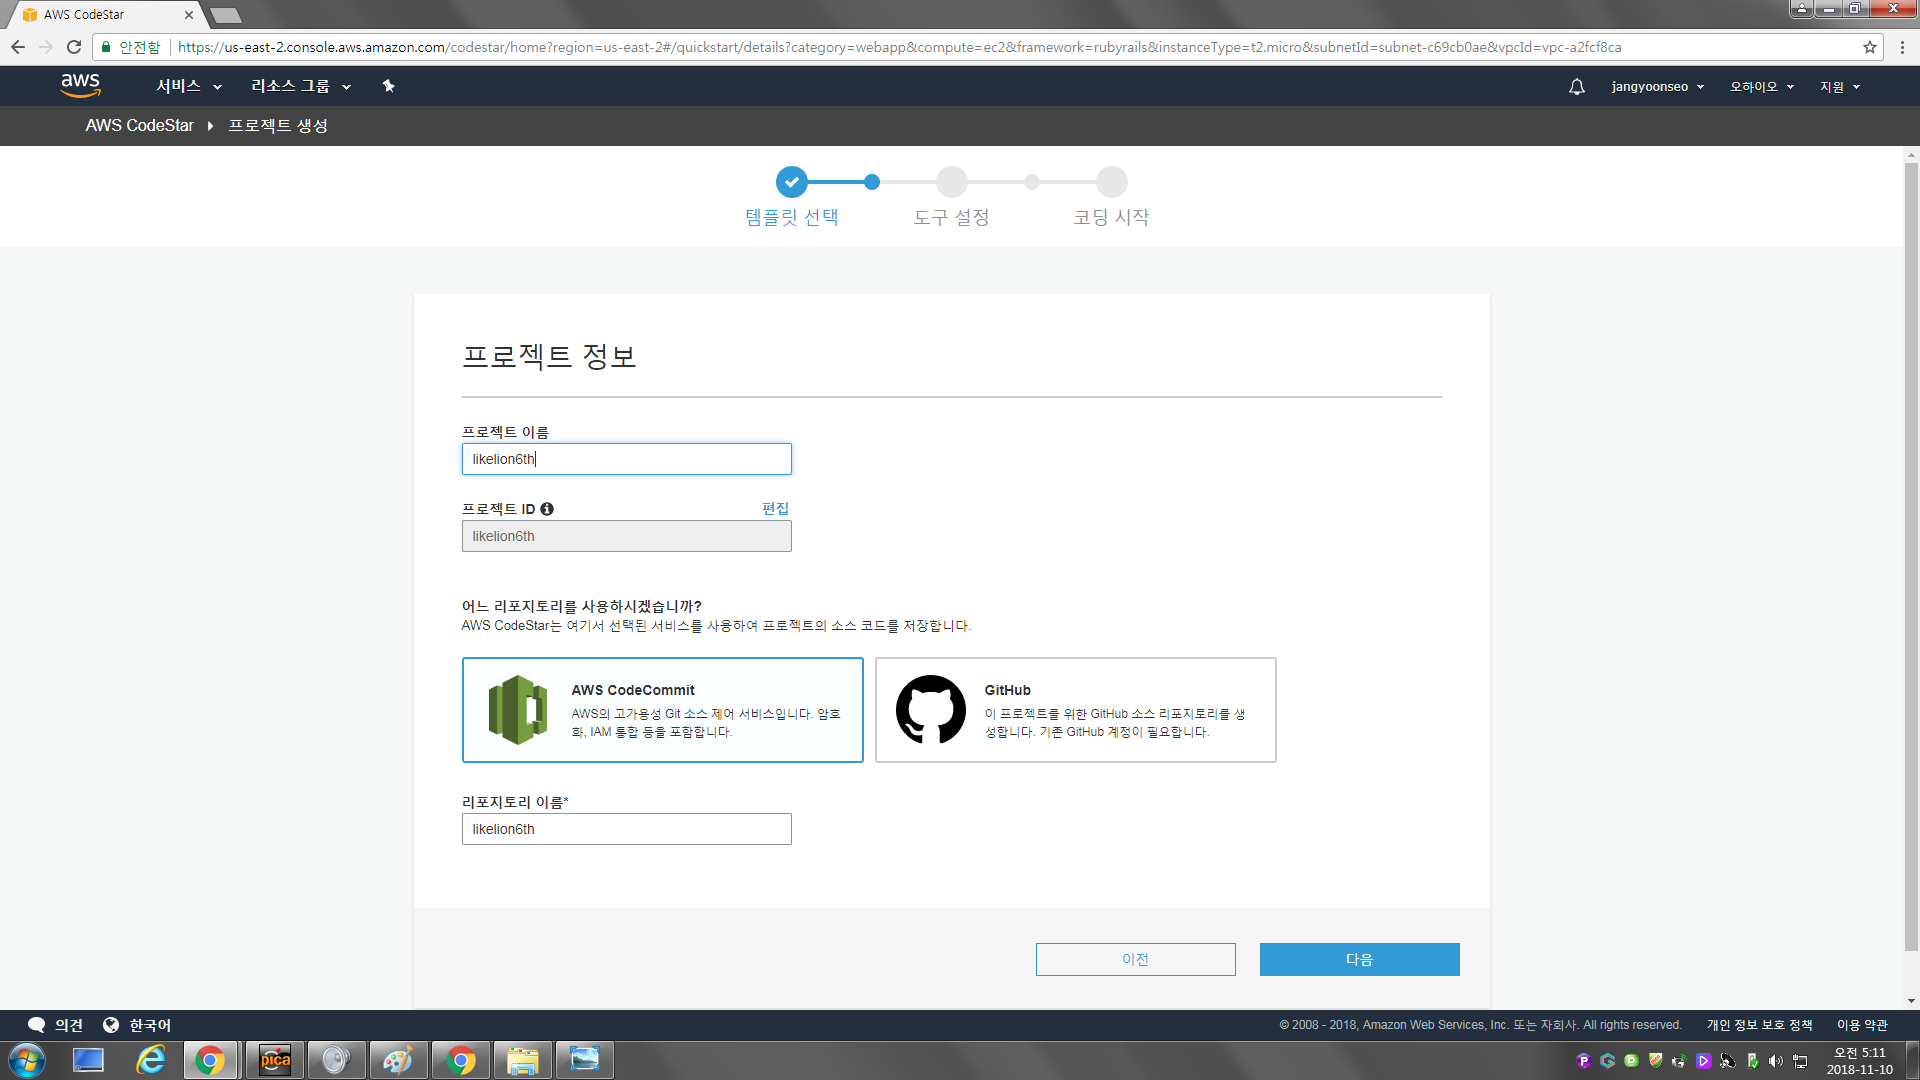 AWS CodeStar
안전함 https://us-east-2.console.aws.amazon.com/codestar/home?region=us-east-2#/quickstart/details?category=webapp&compute=ec2&framework=rubyrails&instanceType=t2.micro&subnetId=subnet-c69cb0ae&vpcId=vpc-a2fcf8ca
aws 서비스 리소스 그룹 jangyoonseo 오하이오 지원
AWS CodeStar 프로젝트 생성
템플릿 선택 도구 설정 코딩 시작
프로젝트 정보
프로젝트 이름
likelion6th
프로젝트 ID 편집
likelion6th
어느 리포지토리를 사용하시겠습니까?
AWS CodeStar는 여기서 선택된 서비스를 사용하여 프로젝트의 소스 코드를 저장합니다.
AWS CodeCommit
AWS의 고가용성 Git 소스 제어 서비스입니다. 암호
화, IAM 통합 등을 포함합니다.
GitHub
이 프로젝트를 위한 GitHub 소스 리포지토리를 생
성합니다. 기존 GitHub 계정이 필요합니다.
리포지토리 이름*
likelion6th
이전 다음
의견 한국어 © 2008 - 2018, Amazon Web Services, Inc. 또는 자회사. All rights reserved. 개인 정보 보호 정책 이용 약관
pica
오전 5:11
2018-11-10